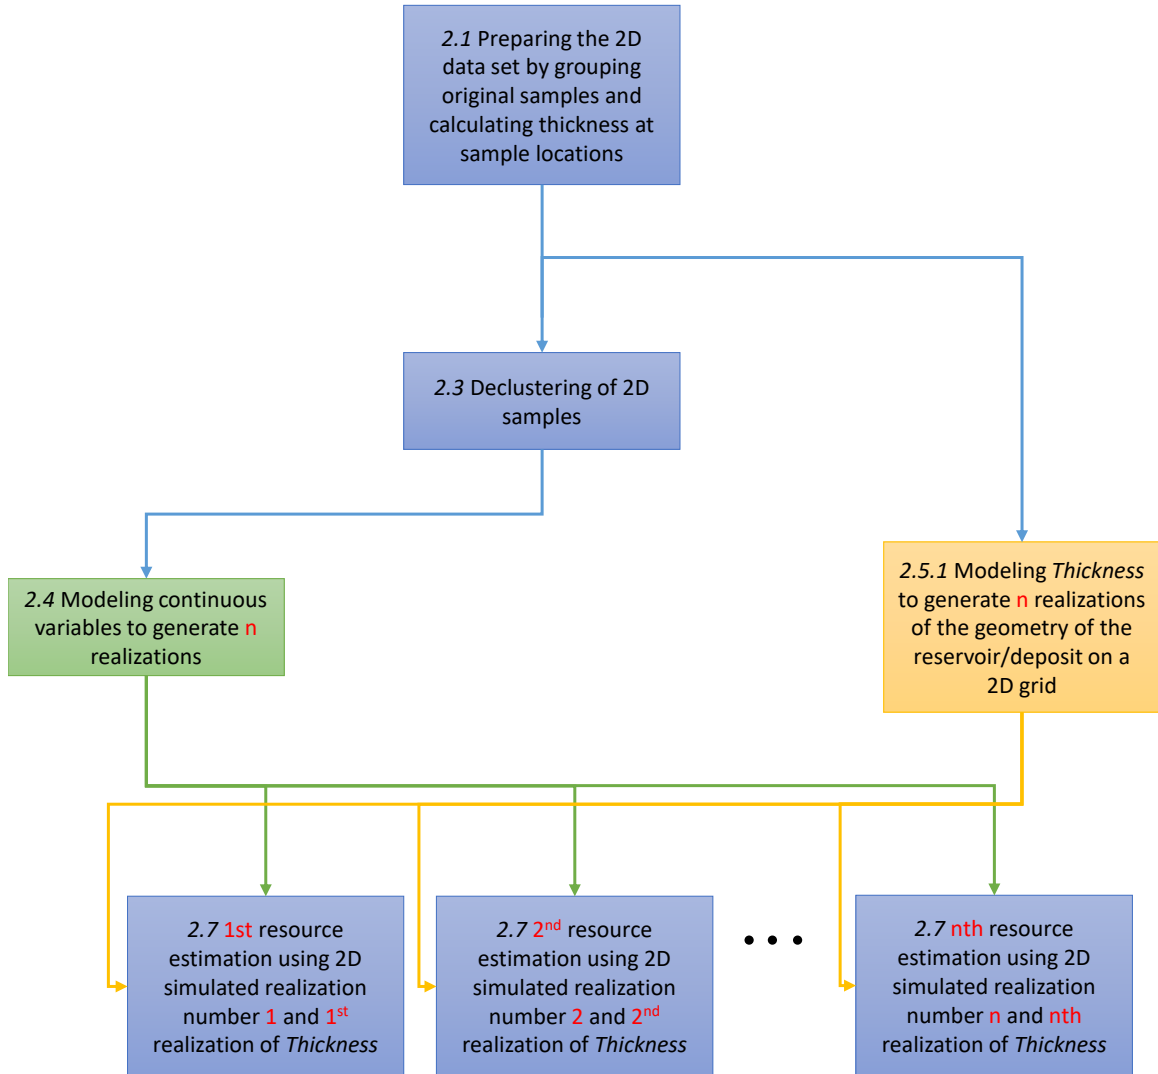 2.1 Preparing the 2D
data set by grouping
original samples and
calculating thickness at
sample locations
2.3 Declustering of 2D
samples
2.4 Modeling continuous
variables to generate n
realizations
2.5.1 Modeling Thickness
to generate n realizations
of the geometry of the
reservoir/deposit on a
2D grid
2.7 1st resource
estimation using 2D
simulated realization
number 1 and 1st
realization of Thickness
2.7 2nd resource
estimation using 2D
simulated realization
number 2 and 2nd
realization of Thickness
• • •
2.7 nth resource
estimation using 2D
simulated realization
number n and nth
realization of Thickness